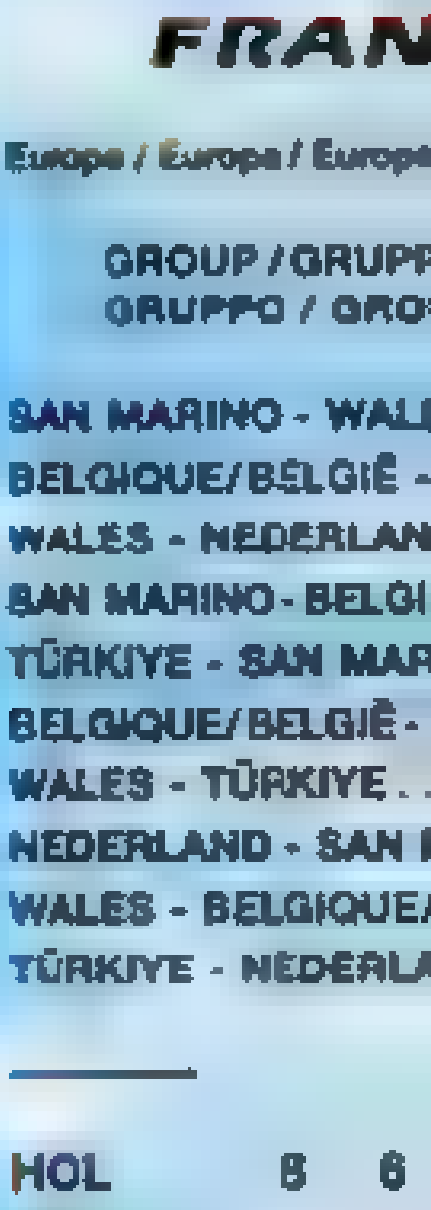 FRAN
Europa / Europa / Europe
GROUP / GRUPP
GRUPPO / GRO
SAN MARINO - WALE
BELGIQUE/BELGIË -
WALES - NEDERLAN
SAN MARINO - BELGI
TÜRKIYE - SAN MAR
BELGIQUE/BELGIË -
WALES - TÜRKIYE . .
NEDERLAND - SAN M
WALES - BELGIQUE/
TÜRKIYE - NEDERLA
HOL 8 6